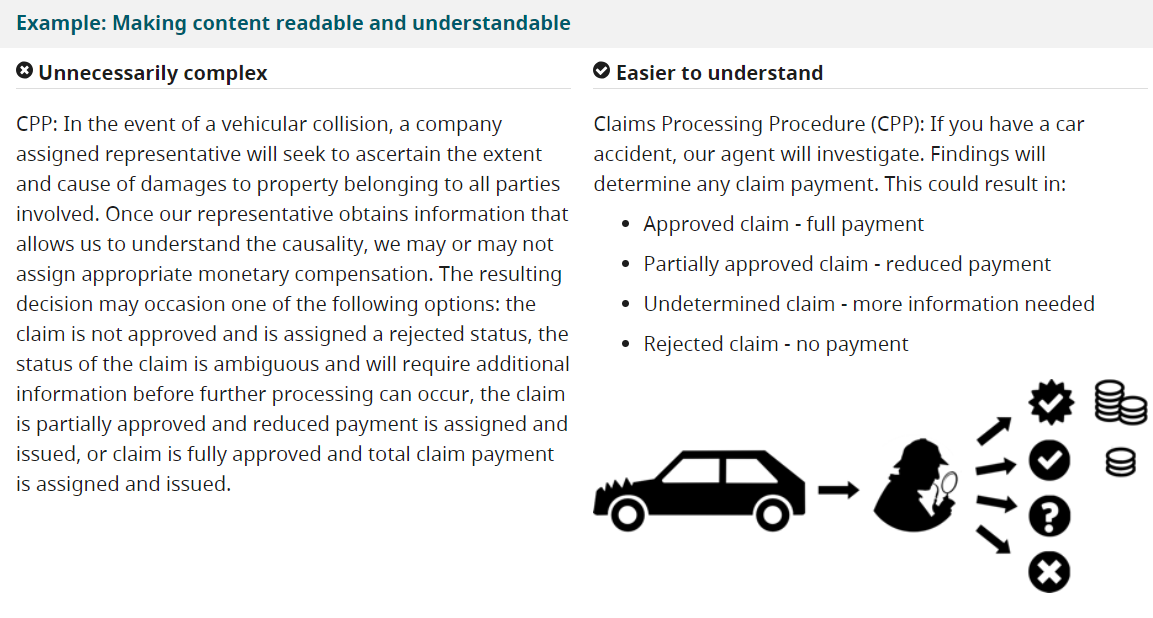 Example: Making content readable and understandable
Unnecessarily complex
CPP: In the event of a vehicular collision, a company
assigned representative will seek to ascertain the extent
and cause of damages to property belonging to all parties
involved. Once our representative obtains information that
allows us to understand the causality, we may or may not
assign appropriate monetary compensation. The resulting
decision may occasion one of the following options: the
claim is not approved and is assigned a rejected status, the
status of the claim is ambiguous and will require additional
information before further processing can occur, the claim
is partially approved and reduced payment is assigned and
issued, or claim is fully approved and total claim payment
is assigned and issued.
Easier to understand
Claims Processing Procedure (CPP): If you have a car
accident, our agent will investigate. Findings will
determine any claim payment. This could result in:
• Approved claim - full payment
• Partially approved claim - reduced payment
• Undetermined claim - more information needed
• Rejected claim - no payment
?